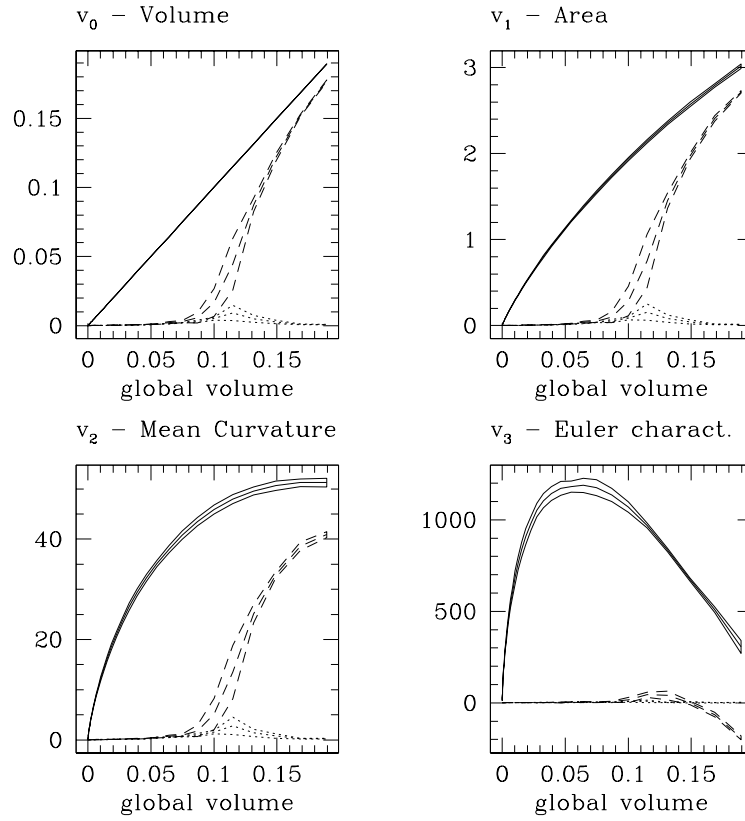 v₀ – Volume
0.15
0.1
0.05
0
0 0.05 0.1 0.15
global volume
v₁ – Area
3
2
1
0
0 0.05 0.1 0.15
global volume
v₂ – Mean Curvature
40
20
0
0 0.05 0.1 0.15
global volume
v₃ – Euler charact.
1000
500
0
0 0.05 0.1 0.15
global volume